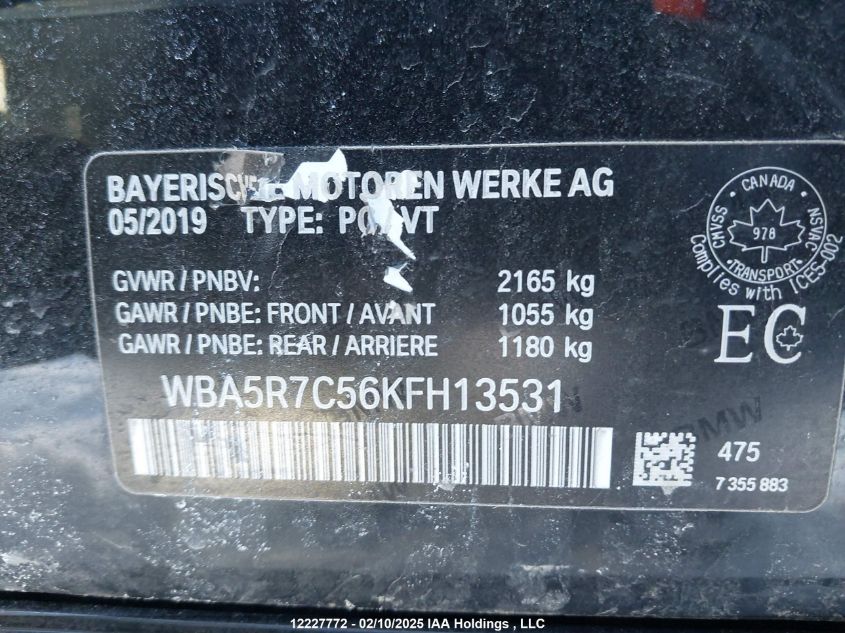 BAYERISCHE MOTOREN WERKE AG
05/2019 TYPE: PC/VT
GVWR / PNBV: 2165 kg
GAWR / PNBE: FRONT / AVANT 1055 kg
GAWR / PNBE: REAR / ARRIERE 1180 kg
WBA5R7C56KFH13531
CANADA
CMVSS 978 NSVAC
TRANSPORT
Complies with ICES-002
EC
475
7 355 883
BMW
12227772 - 02/10/2025 IAA Holdings , LLC